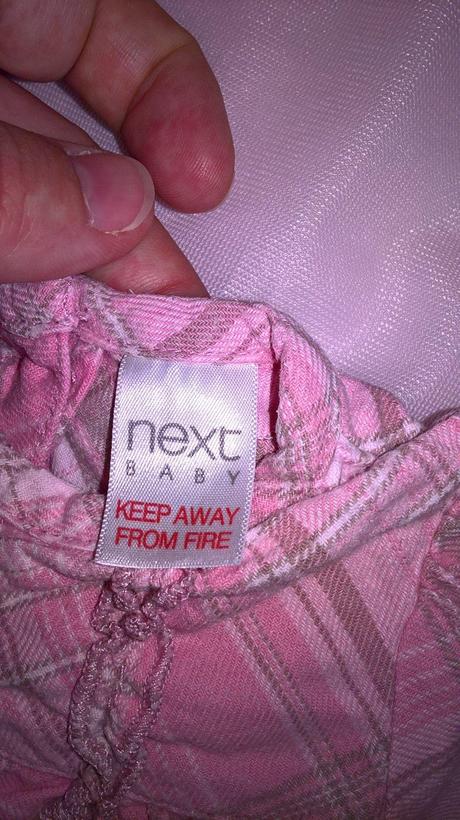 next
BABY
KEEP AWAY
FROM FIRE